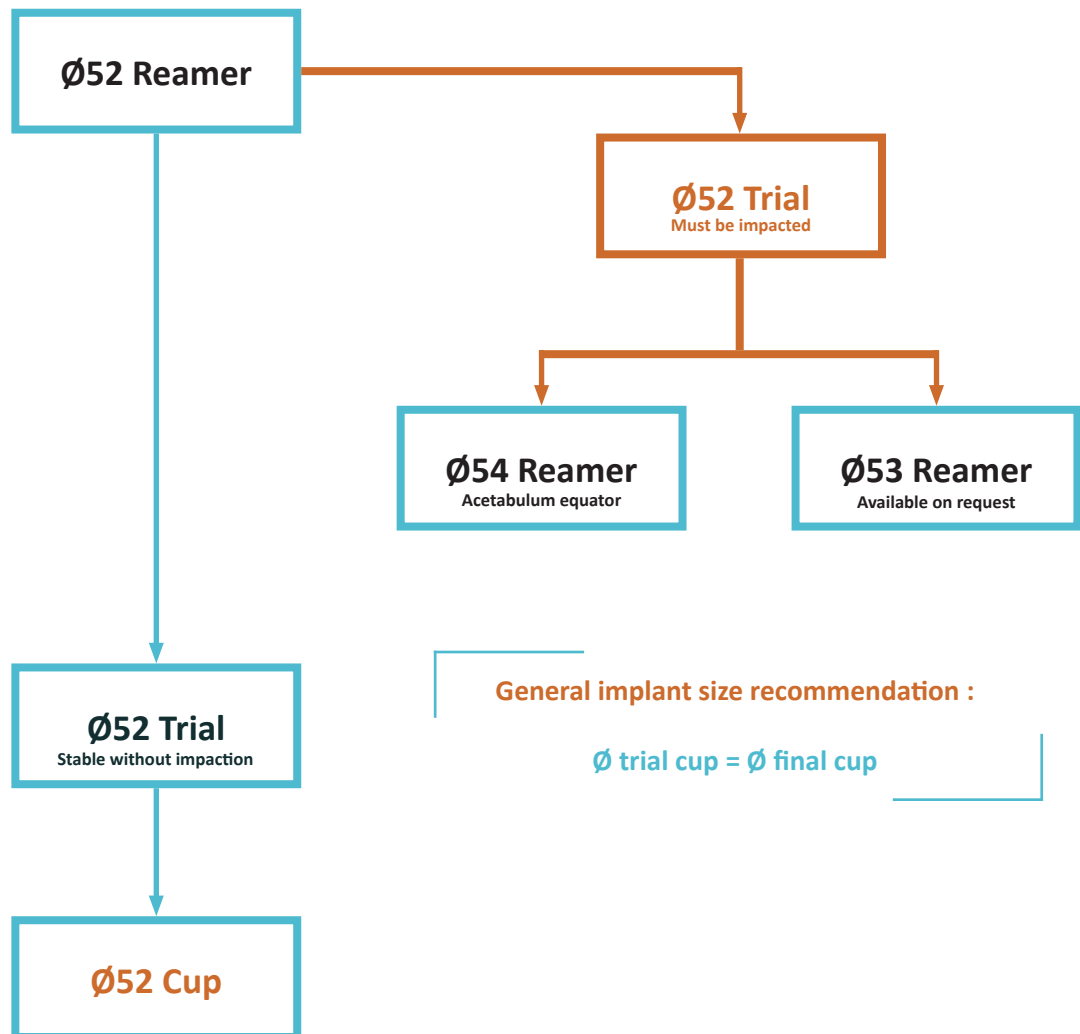 Ø52 Reamer
Ø52 Trial
Must be impacted
Ø54 Reamer
Acetabulum equator
Ø53 Reamer
Available on request
General implant size recommendation :
Ø trial cup = Ø final cup
Ø52 Trial
Stable without impaction
Ø52 Cup